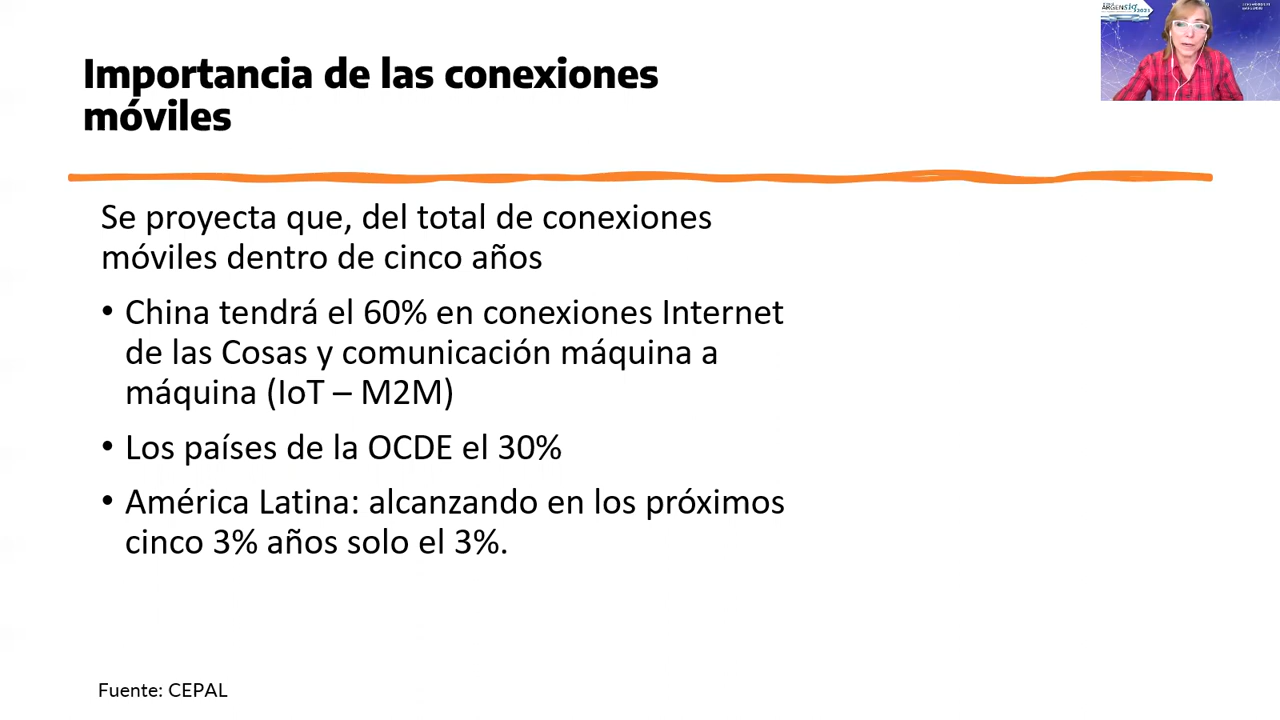 Importancia de las conexiones
móviles
Se proyecta que, del total de conexiones
móviles dentro de cinco años
• China tendrá el 60% en conexiones Internet
de las Cosas y comunicación máquina a
máquina (IoT – M2M)
• Los países de la OCDE el 30%
• América Latina: alcanzando en los próximos
cinco 3% años solo el 3%.
Fuente: CEPAL